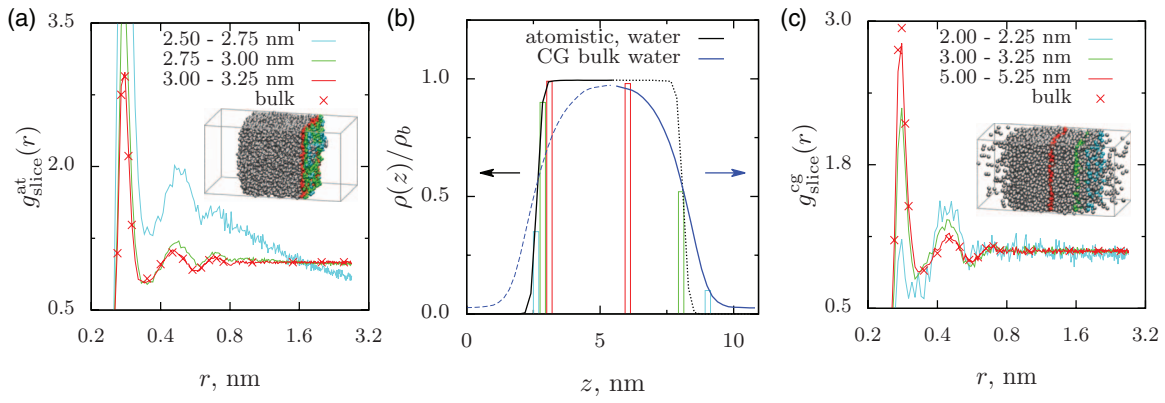 (a)
3.5
2.0
0.5
g^at_slice(r)
2.50 - 2.75 nm
2.75 - 3.00 nm
3.00 - 3.25 nm
bulk
0.2 0.4 0.8 1.6 3.2
r, nm
(b)
1.0
0.5
0.0
ρ(z)/ρ_b
atomistic, water
CG bulk water
0 5 10
z, nm
(c)
3.0
1.8
0.5
g^cg_slice(r)
2.00 - 2.25 nm
3.00 - 3.25 nm
5.00 - 5.25 nm
bulk
0.2 0.4 0.8 1.6 3.2
r, nm